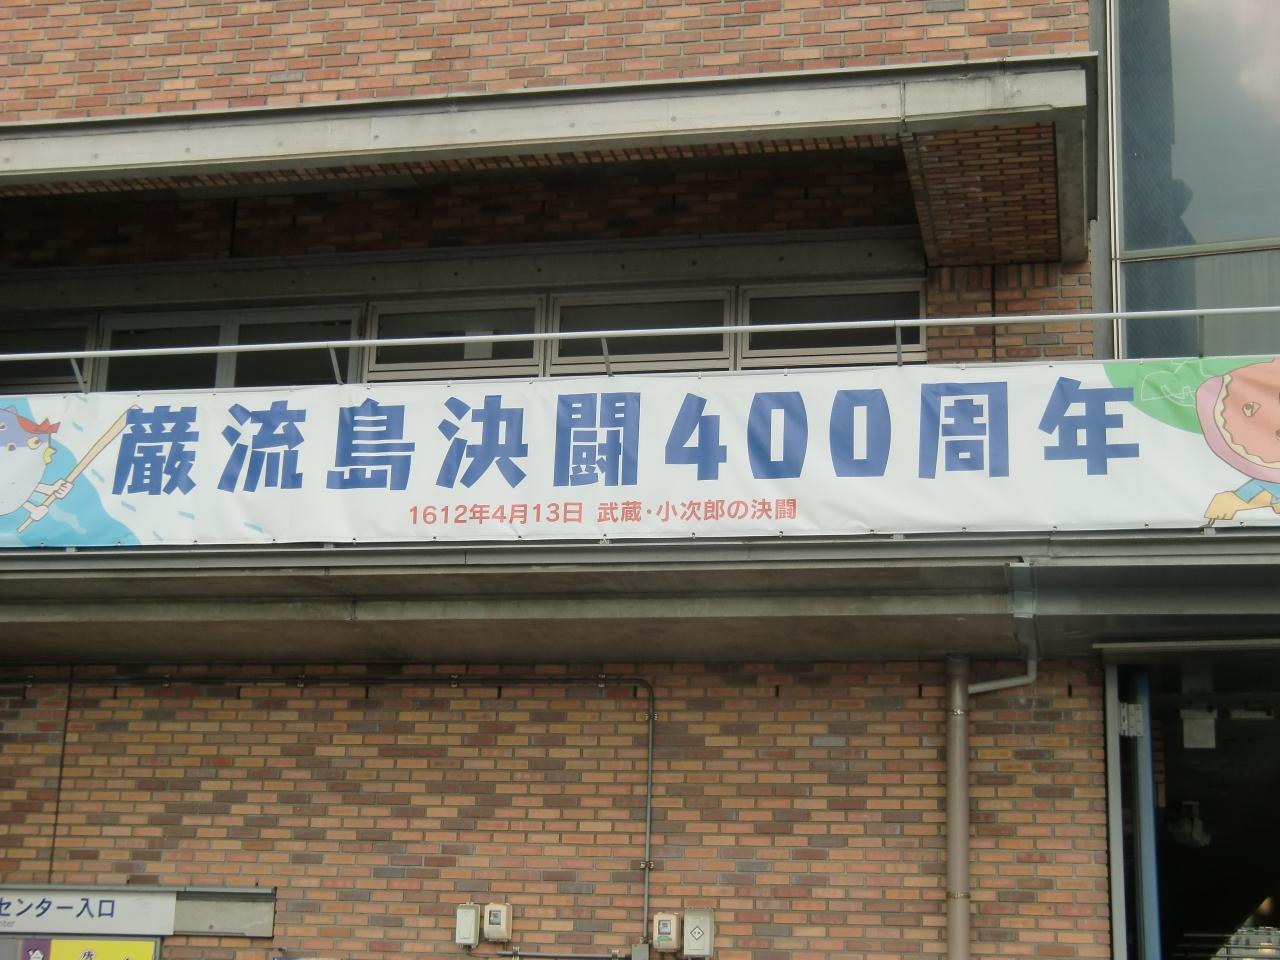 巌流島決闘400周年
1612年4月13日 武蔵・小次郎の決闘
センター入口